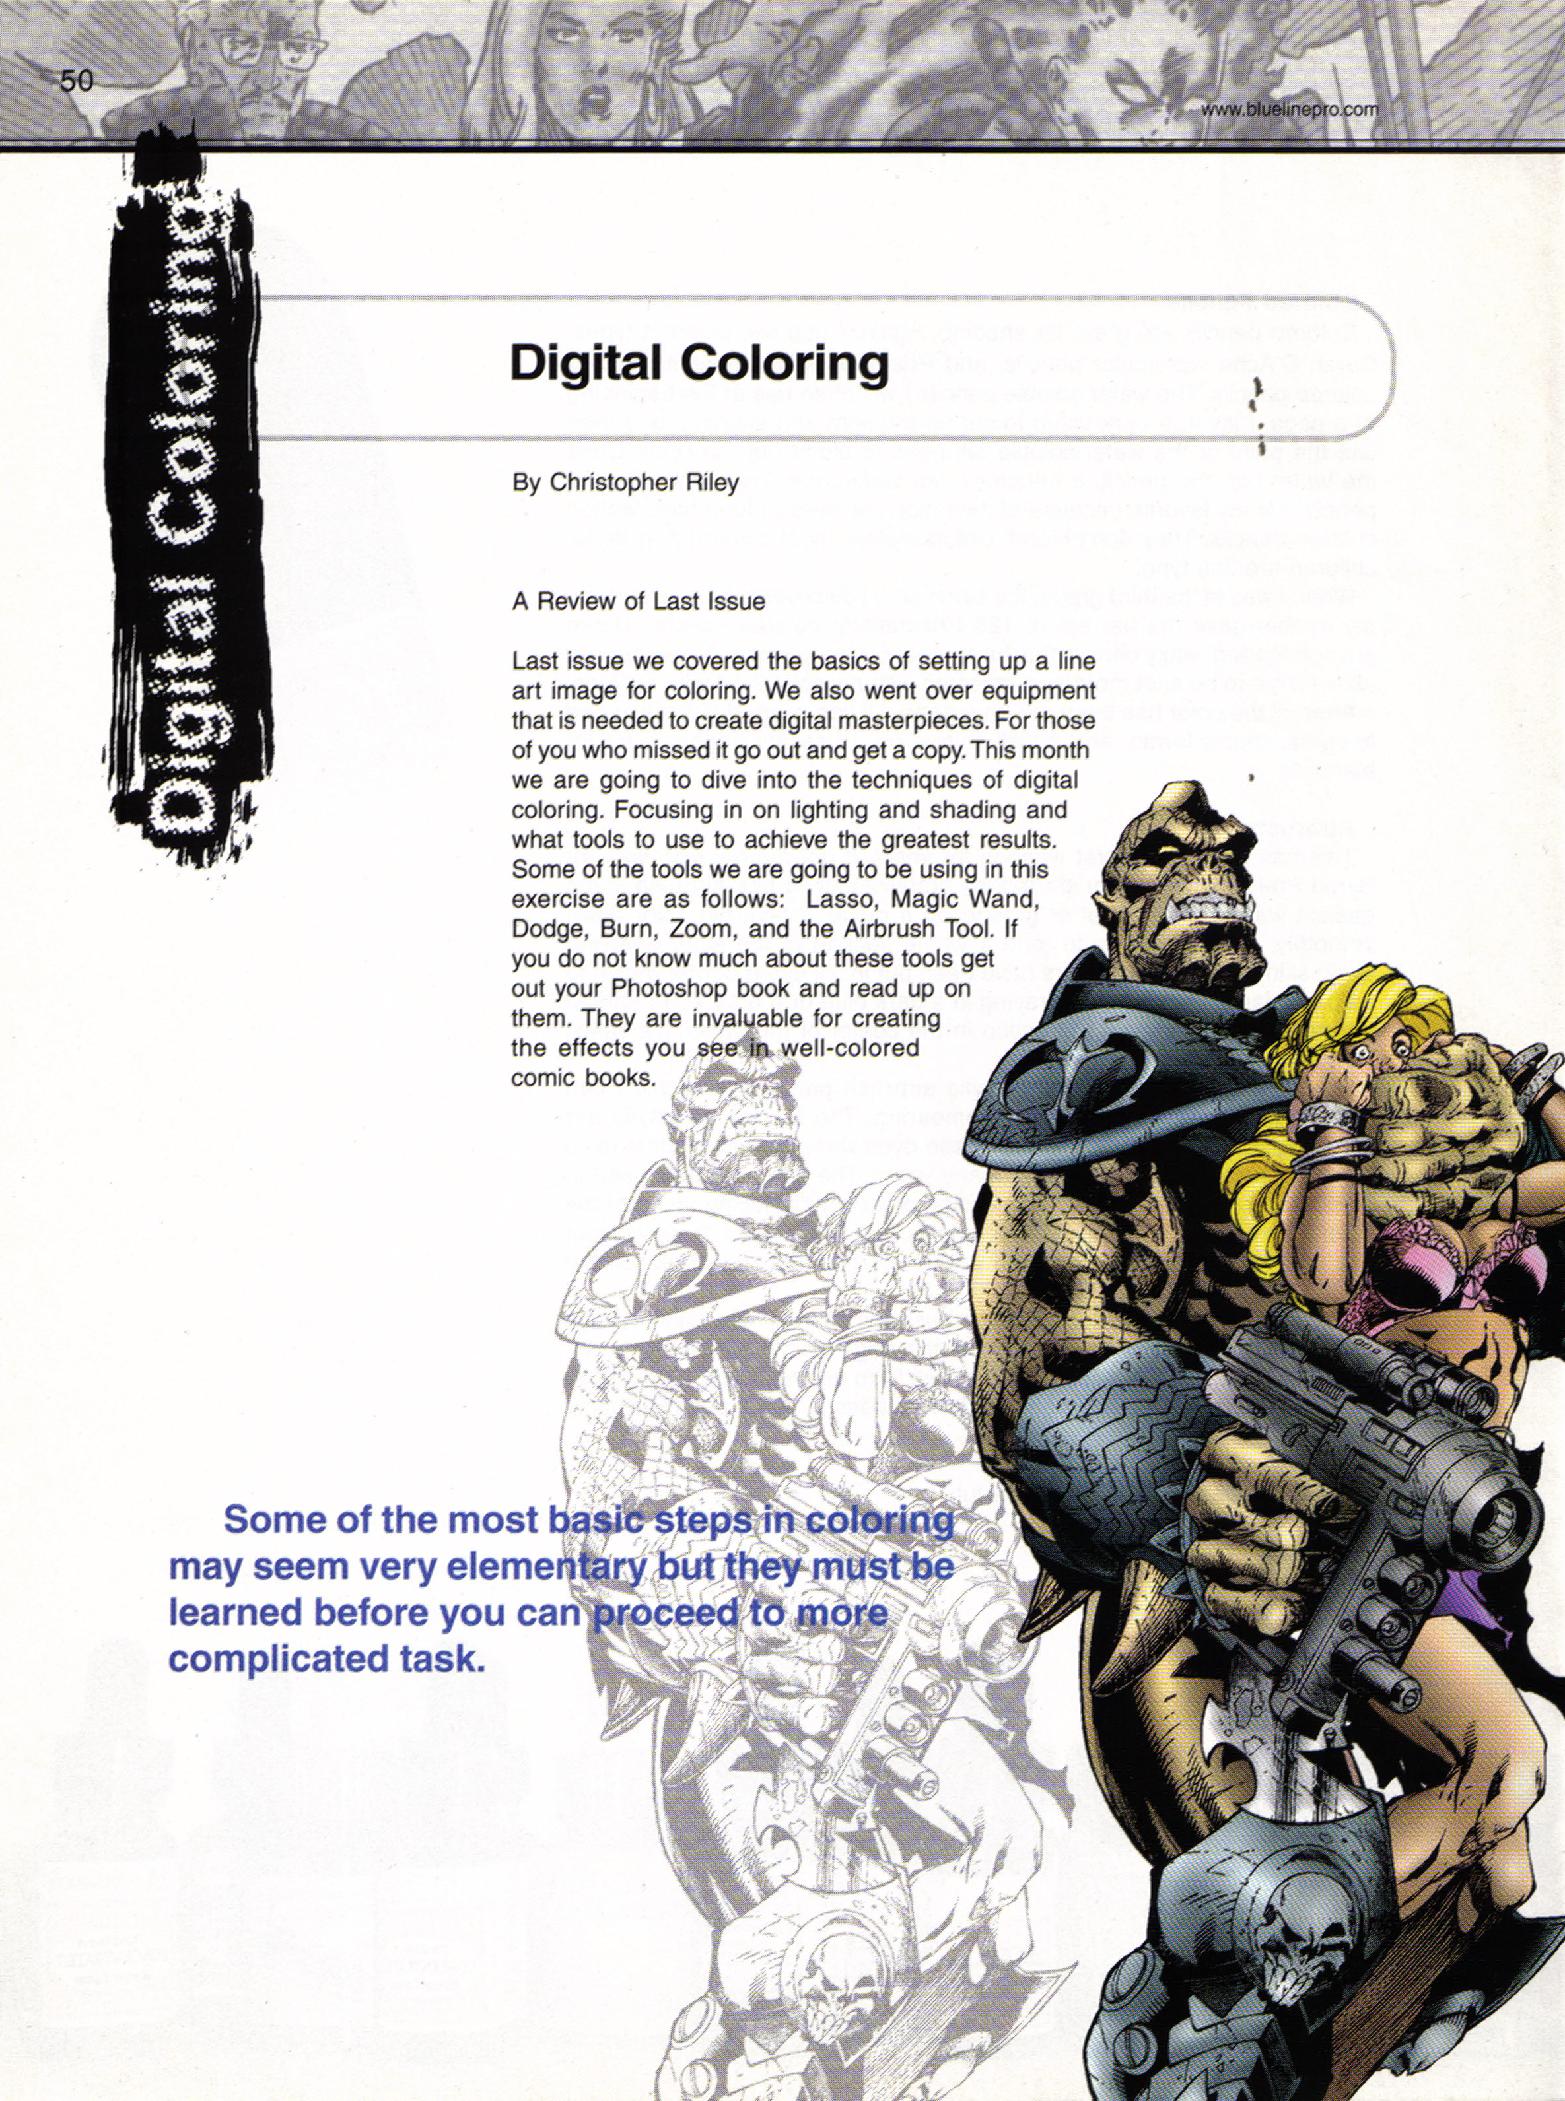 50
www.bluelinepro.com
Digital Coloring
Digital Coloring
By Christopher Riley
A Review of Last Issue
Last issue we covered the basics of setting up a line
art image for coloring. We also went over equipment
that is needed to create digital masterpieces. For those
of you who missed it go out and get a copy. This month
we are going to dive into the techniques of digital
coloring. Focusing in on lighting and shading and
what tools to use to achieve the greatest results.
Some of the tools we are going to be using in this
exercise are as follows: Lasso, Magic Wand,
Dodge, Burn, Zoom, and the Airbrush Tool. If
you do not know much about these tools get
out your Photoshop book and read up on
them. They are invaluable for creating
the effects you see in well-colored
comic books.
Some of the most basic steps in coloring
may seem very elementary but they must be
learned before you can proceed to more
complicated task.